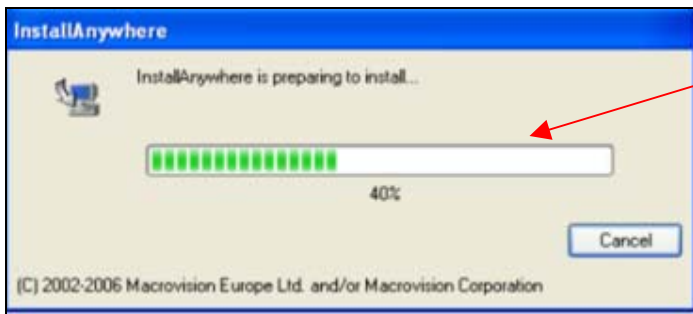 InstallAnywhere
InstallAnywhere is preparing to install...
40%
Cancel
(C) 2002-2006 Macrovision Europe Ltd. and/or Macrovision Corporation